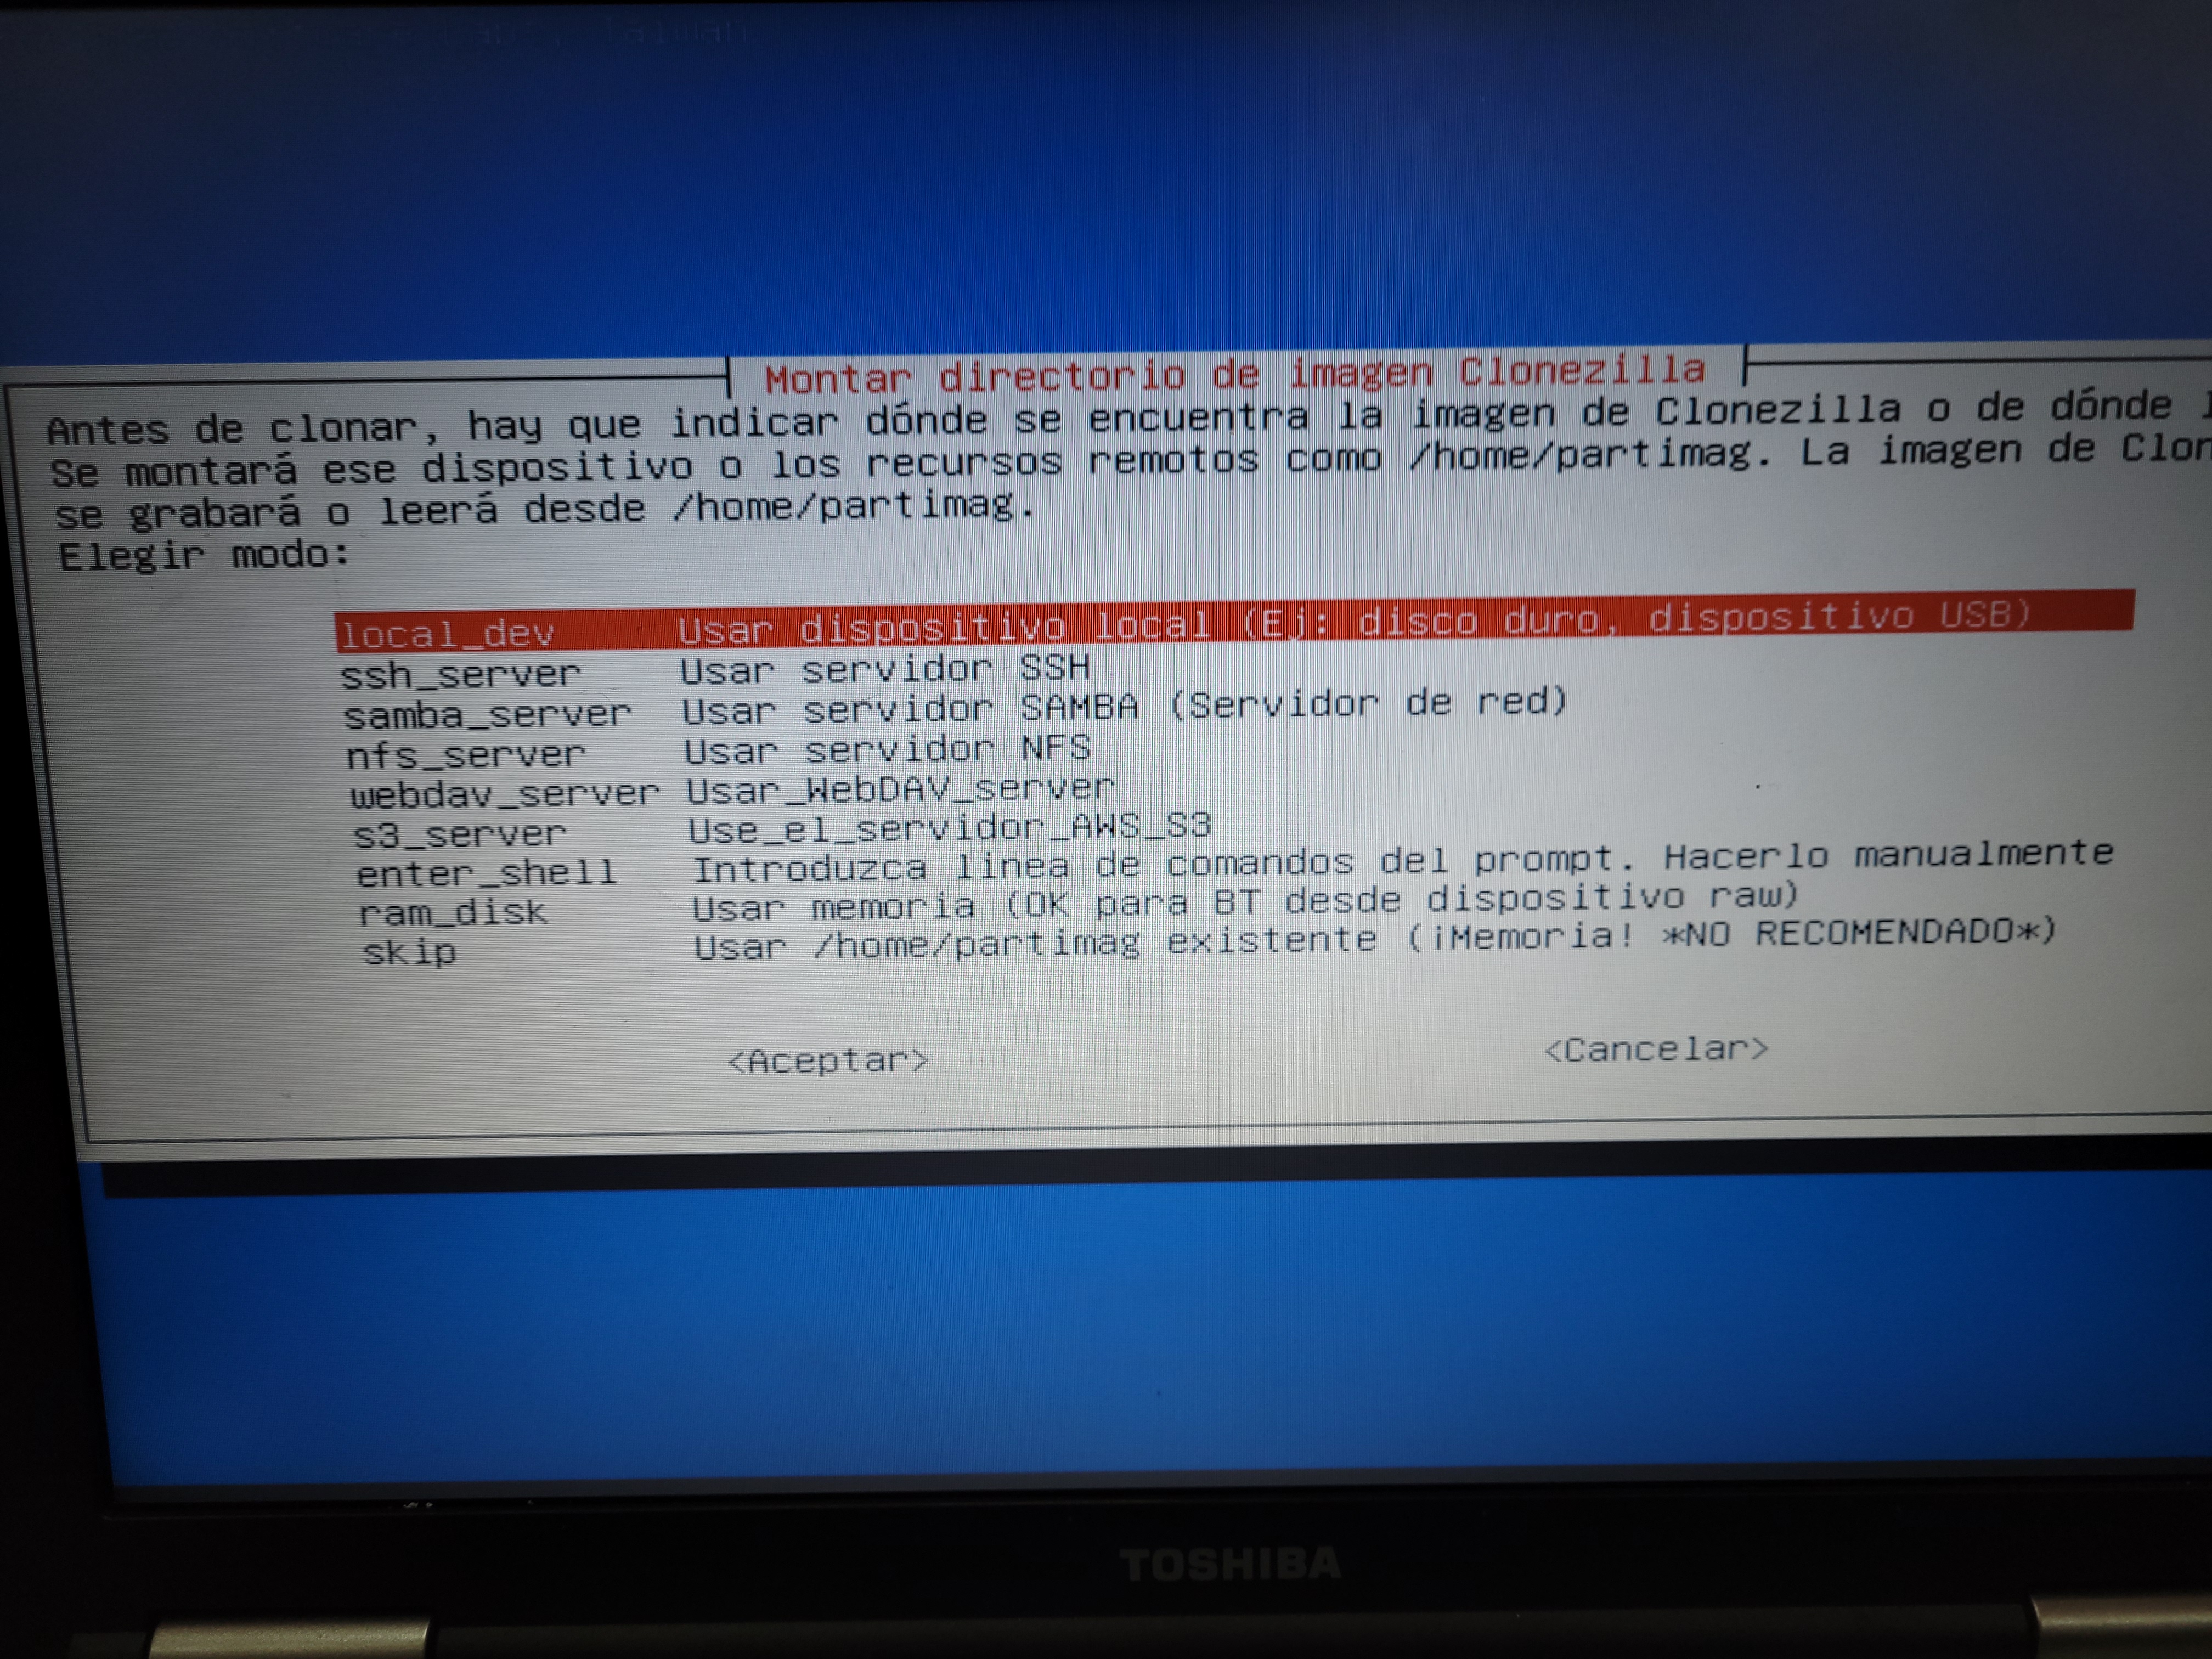 Montar directorio de imagen Clonezilla
Antes de clonar, hay que indicar dónde se encuentra la imagen de Clonezilla o de dónde
Se montará ese dispositivo o los recursos remotos como /home/partimag. La imagen de Clon
se grabará o leerá desde /home/partimag.
Elegir modo:
local_dev Usar dispositivo local (Ej: disco duro, dispositivo USB)
ssh_server Usar servidor SSH
samba_server Usar servidor SAMBA (Servidor de red)
nfs_server Usar servidor NFS
webdav_server Usar_WebDAV_server
s3_server Use_el_servidor_AWS_S3
enter_shell Introduzca linea de comandos del prompt. Hacerlo manualmente
ram_disk Usar memoria (OK para BT desde dispositivo raw)
skip Usar /home/partimag existente (¡Memoria! *NO RECOMENDADO*)
<Aceptar> <Cancelar>
TOSHIBA